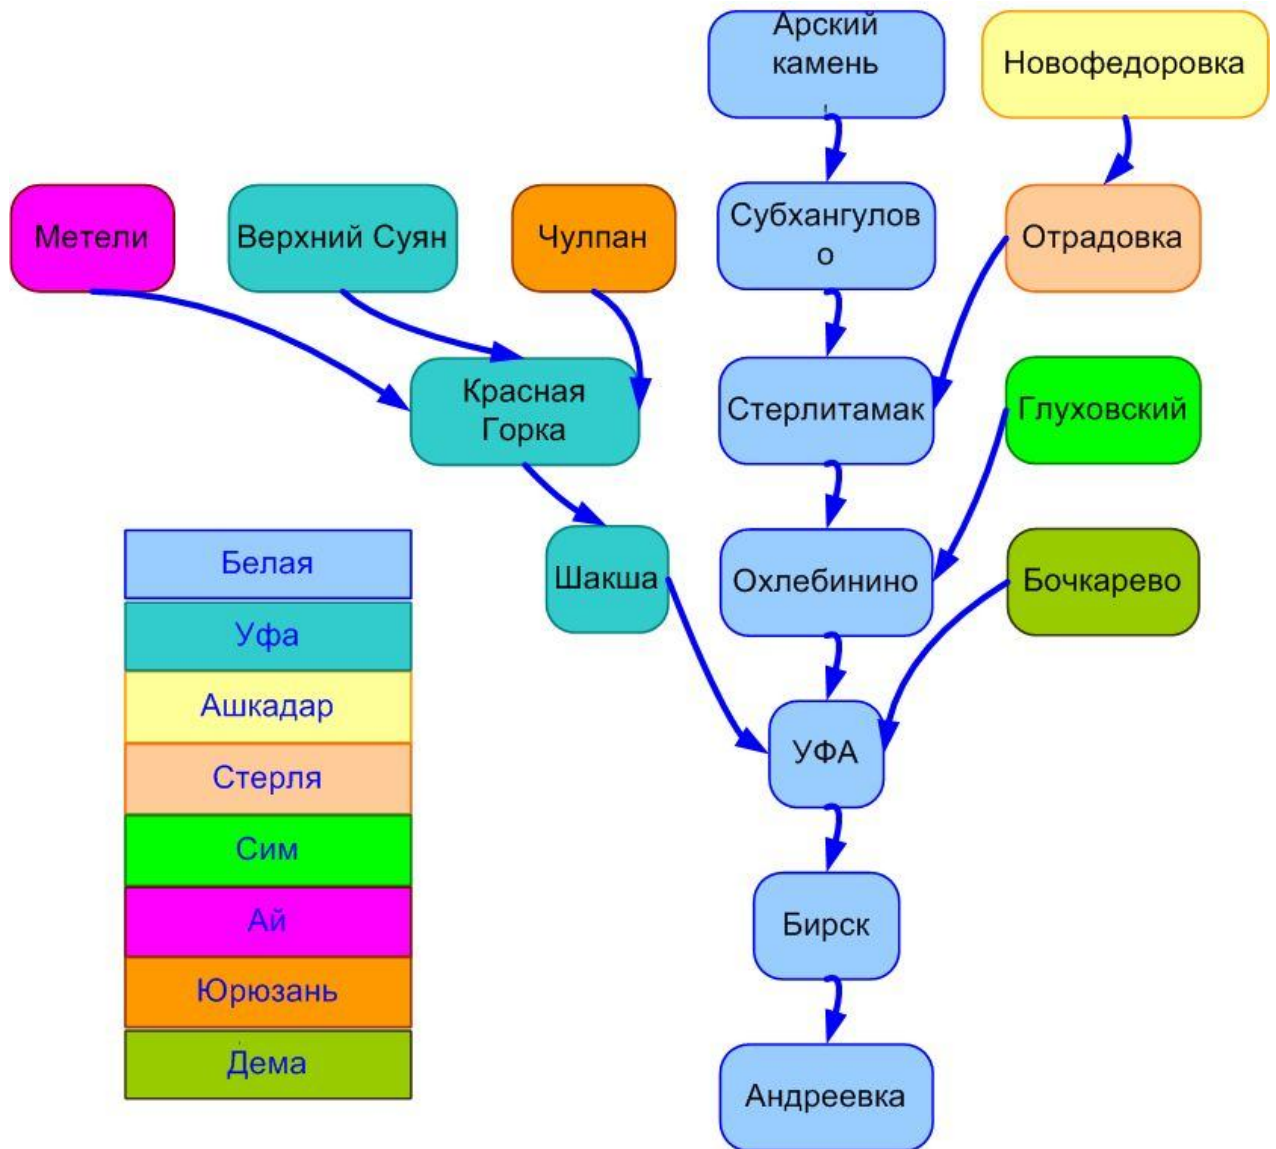 Арский
камень
Новофедоровка
Метели
Верхний Суян
Чулпан
Субхангулов
о
Отрадовка
Красная
Горка
Стерлитамак
Глуховский
Шакша
Охлебинино
Бочкарево
УФА
Бирск
Андреевка
Белая
Уфа
Ашкадар
Стерля
Сим
Ай
Юрюзань
Дема